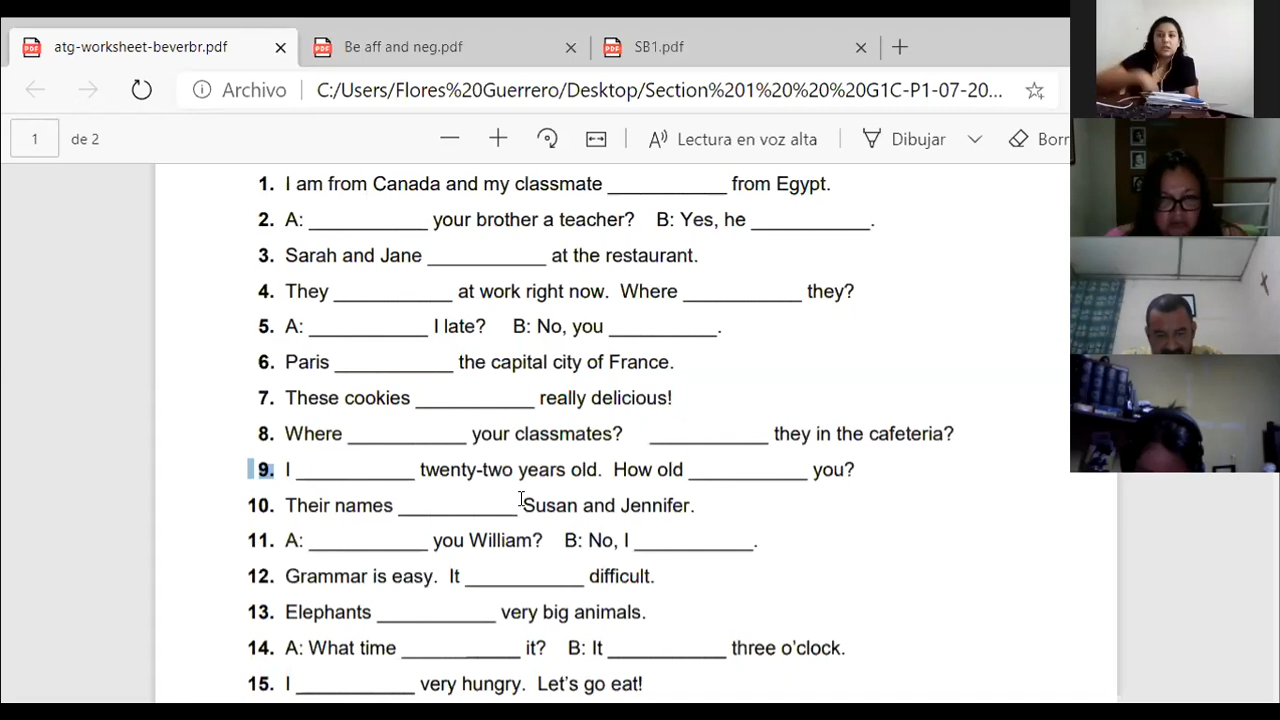 atg-worksheet-beverbr.pdf
Be aff and neg.pdf
SB1.pdf
Archivo
C:/Users/Flores%20Guerrero/Desktop/Section%201%20%20%20G1C-P1-07-20...
1
de 2
Lectura en voz alta
Dibujar
Borr
1. I am from Canada and my classmate ___________ from Egypt.
2. A: ___________ your brother a teacher? B: Yes, he ___________.
3. Sarah and Jane ___________ at the restaurant.
4. They ___________ at work right now. Where ___________ they?
5. A: ___________ I late? B: No, you __________.
6. Paris ___________ the capital city of France.
7. These cookies ___________ really delicious!
8. Where ___________ your classmates? ___________ they in the cafeteria?
9. I ___________ twenty-two years old. How old ___________ you?
10. Their names ___________ Susan and Jennifer.
11. A: ___________ you William? B: No, I ___________.
12. Grammar is easy. It ___________ difficult.
13. Elephants ___________ very big animals.
14. A: What time ___________ it? B: It ___________ three o'clock.
15. I ___________ very hungry. Let's go eat!